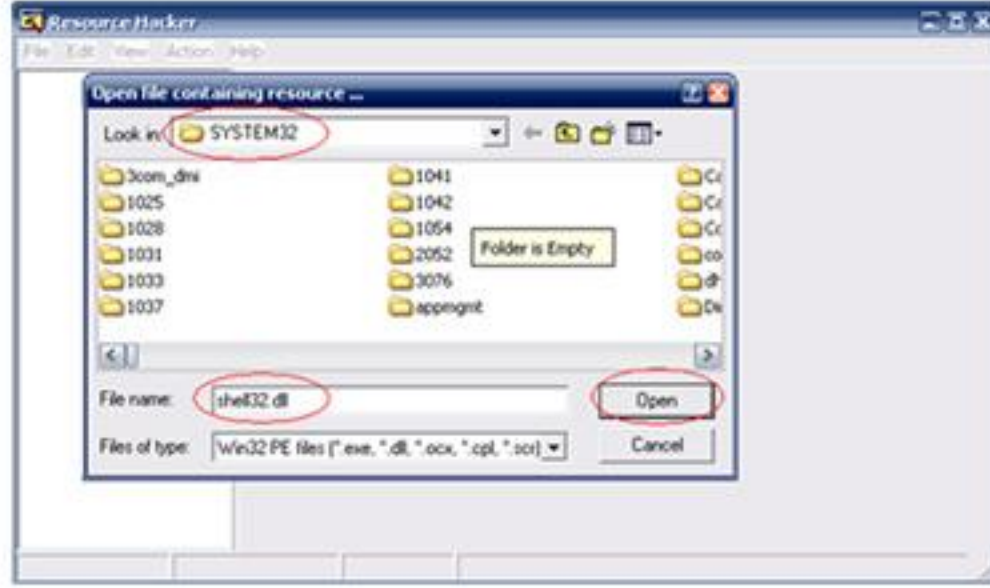 Resource Hacker
File Edit View Action Help
Open file containing resource ...
Look in: SYSTEM32
3com_dmi
1025
1028
1031
1033
1037
1041
1042
1054
2052
3076
appmgmt
Folder is Empty
File name: shell32.dll
Open
Files of type: Win32 PE files (*.exe, *.dll, *.ocx, *.cpl, *.scr)
Cancel